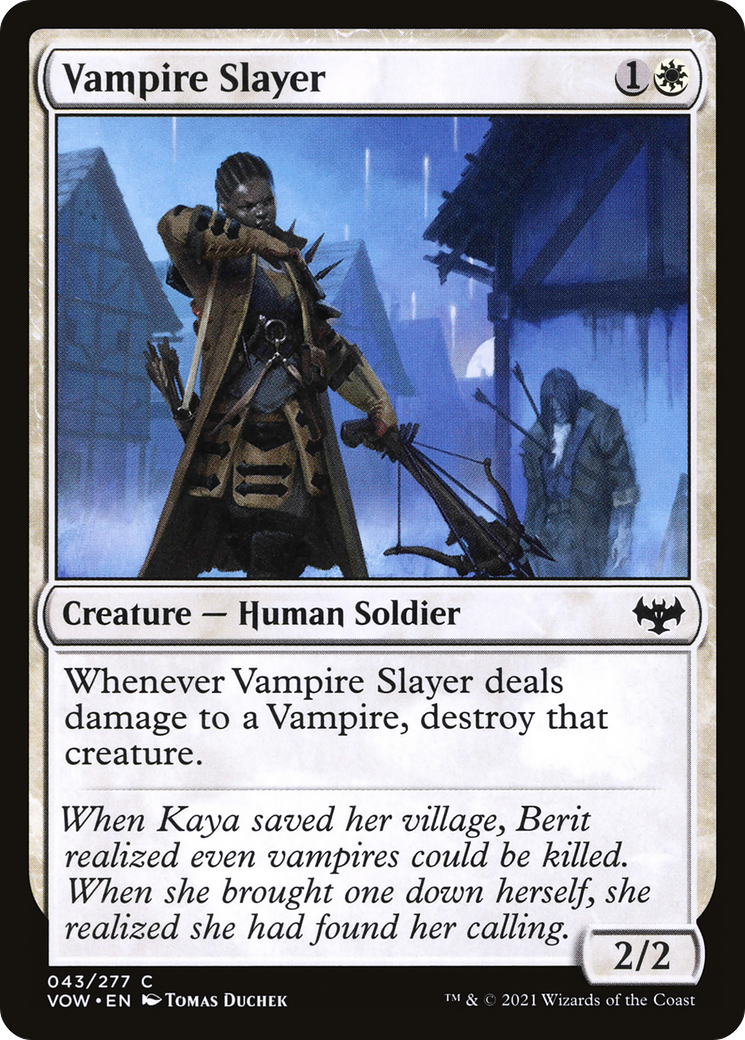 Vampire Slayer 1
Creature — Human Soldier
Whenever Vampire Slayer deals
damage to a Vampire, destroy that
creature.
When Kaya saved her village, Berit
realized even vampires could be killed.
When she brought one down herself, she
realized she had found her calling.
2/2
043/277 C
VOW • EN Tomas Duchek
™ & © 2021 Wizards of the Coast